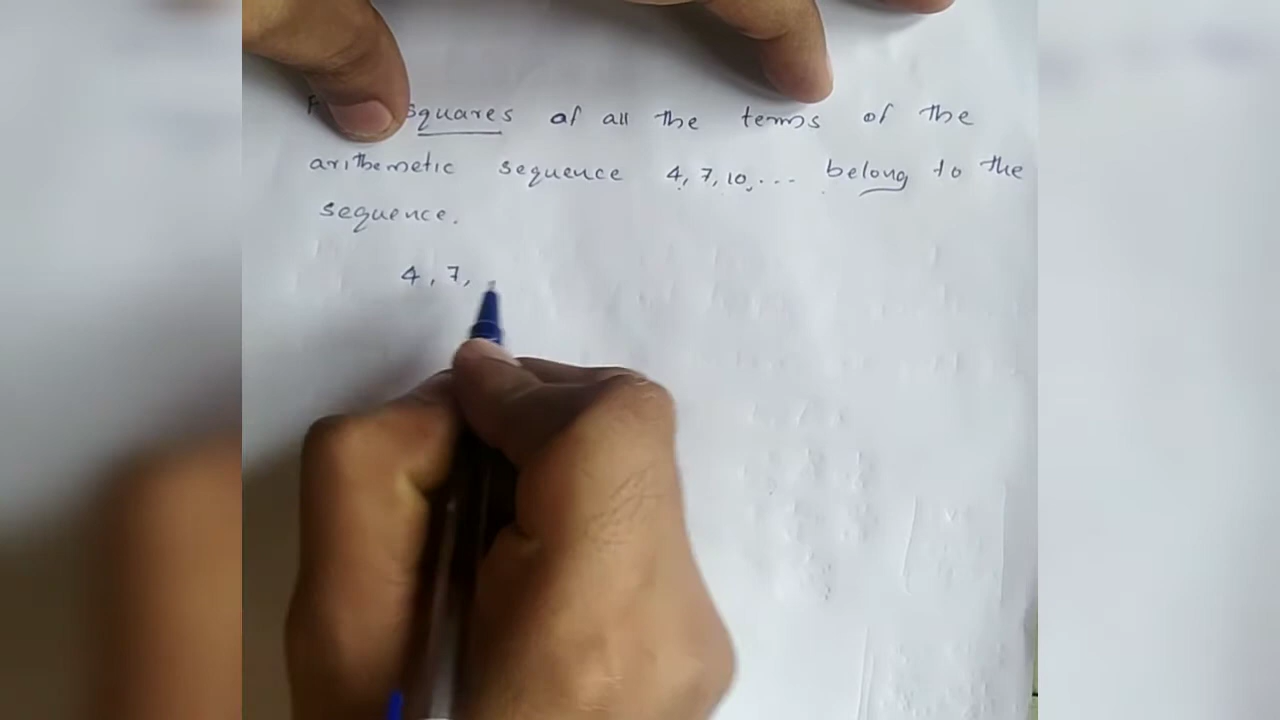 squares of all the terms of the
arithemetic sequence 4, 7, 10, ... belong to the
sequence.
4, 7,